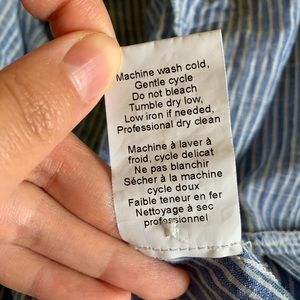 Machine wash cold,
Gentle cycle
Do not bleach
Tumble dry low,
Low iron if needed,
Professional dry clean
Machine à laver à
froid, cycle delicat
Ne pas blanchir
Sécher à la machine
cycle doux
Faible teneur en fer
Nettoyage à sec
professionnel